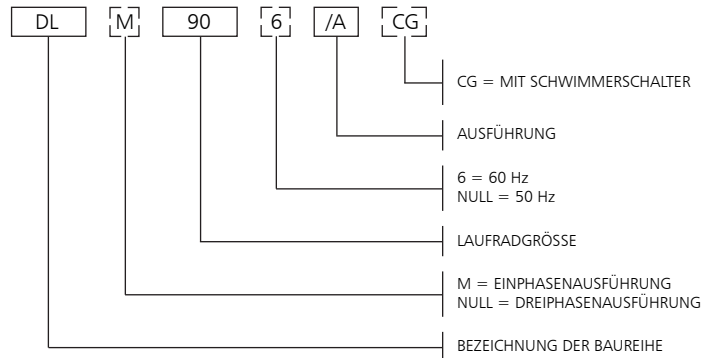 DL M 90 6 /A CG
CG = MIT SCHWIMMERSCHALTER
AUSFÜHRUNG
6 = 60 Hz
NULL = 50 Hz
LAUFRADGRÖSSE
M = EINPHASENAUSFÜHRUNG
NULL = DREIPHASENAUSFÜHRUNG
BEZEICHNUNG DER BAUREIHE